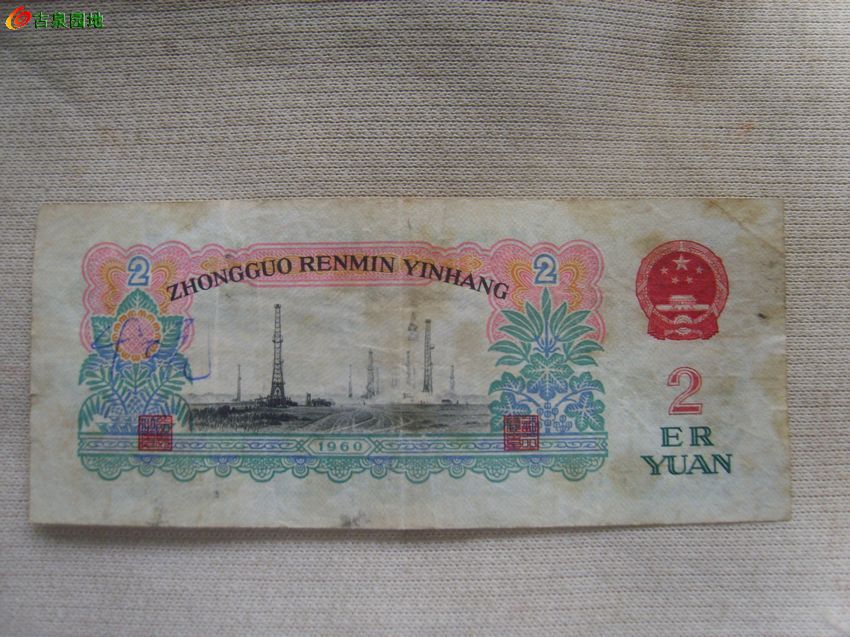 古泉园地
2 2
ZHONGGUO RENMIN YINHANG
1960
2
ER
YUAN